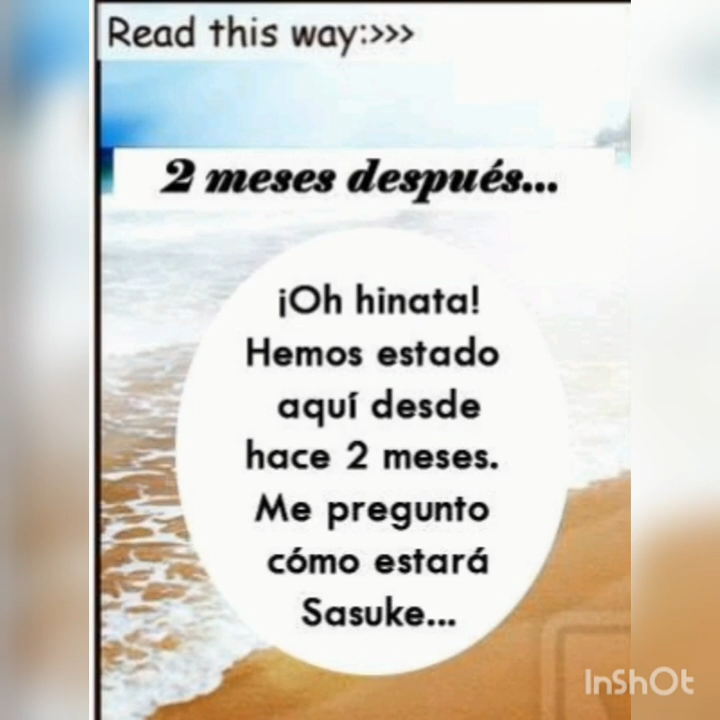 Read this way:>>>
2 meses después...
¡Oh hinata!
Hemos estado
aquí desde
hace 2 meses.
Me pregunto
cómo estará
Sasuke...
InShOt